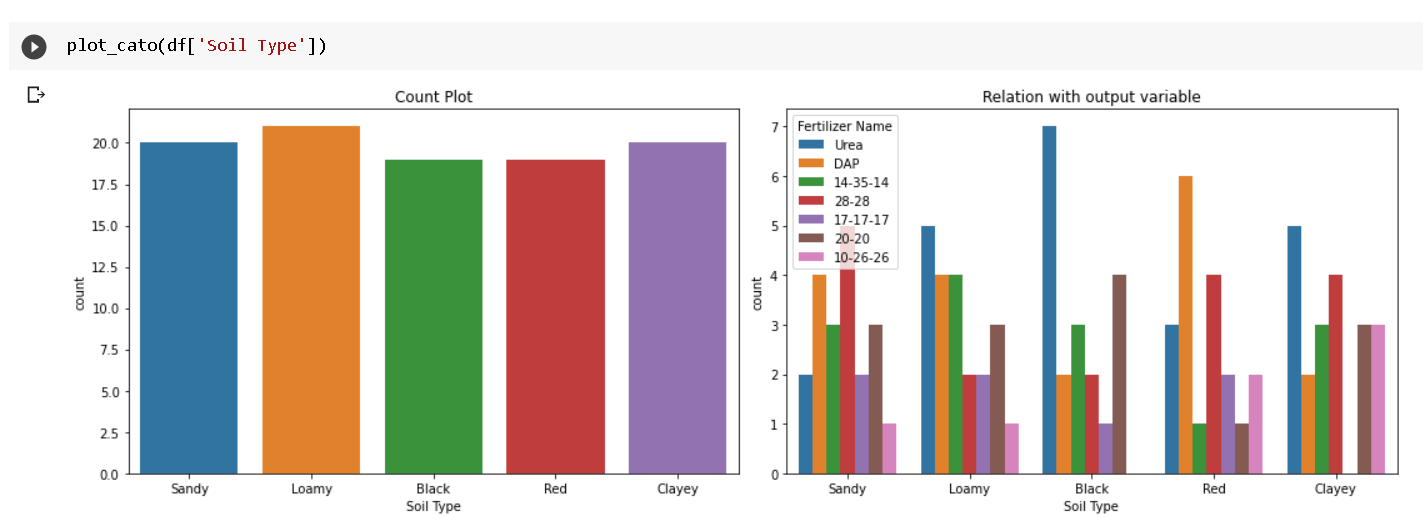 plot_cato(df['Soil Type'])
Count Plot
20.0
17.5
15.0
12.5
10.0
7.5
5.0
2.5
0.0
count
Sandy Loamy Black Red Clayey
Soil Type
Relation with output variable
Fertilizer Name
Urea
DAP
14-35-14
28-28
17-17-17
20-20
10-26-26
7
6
5
4
3
2
1
0
count
Sandy Loamy Black Red Clayey
Soil Type